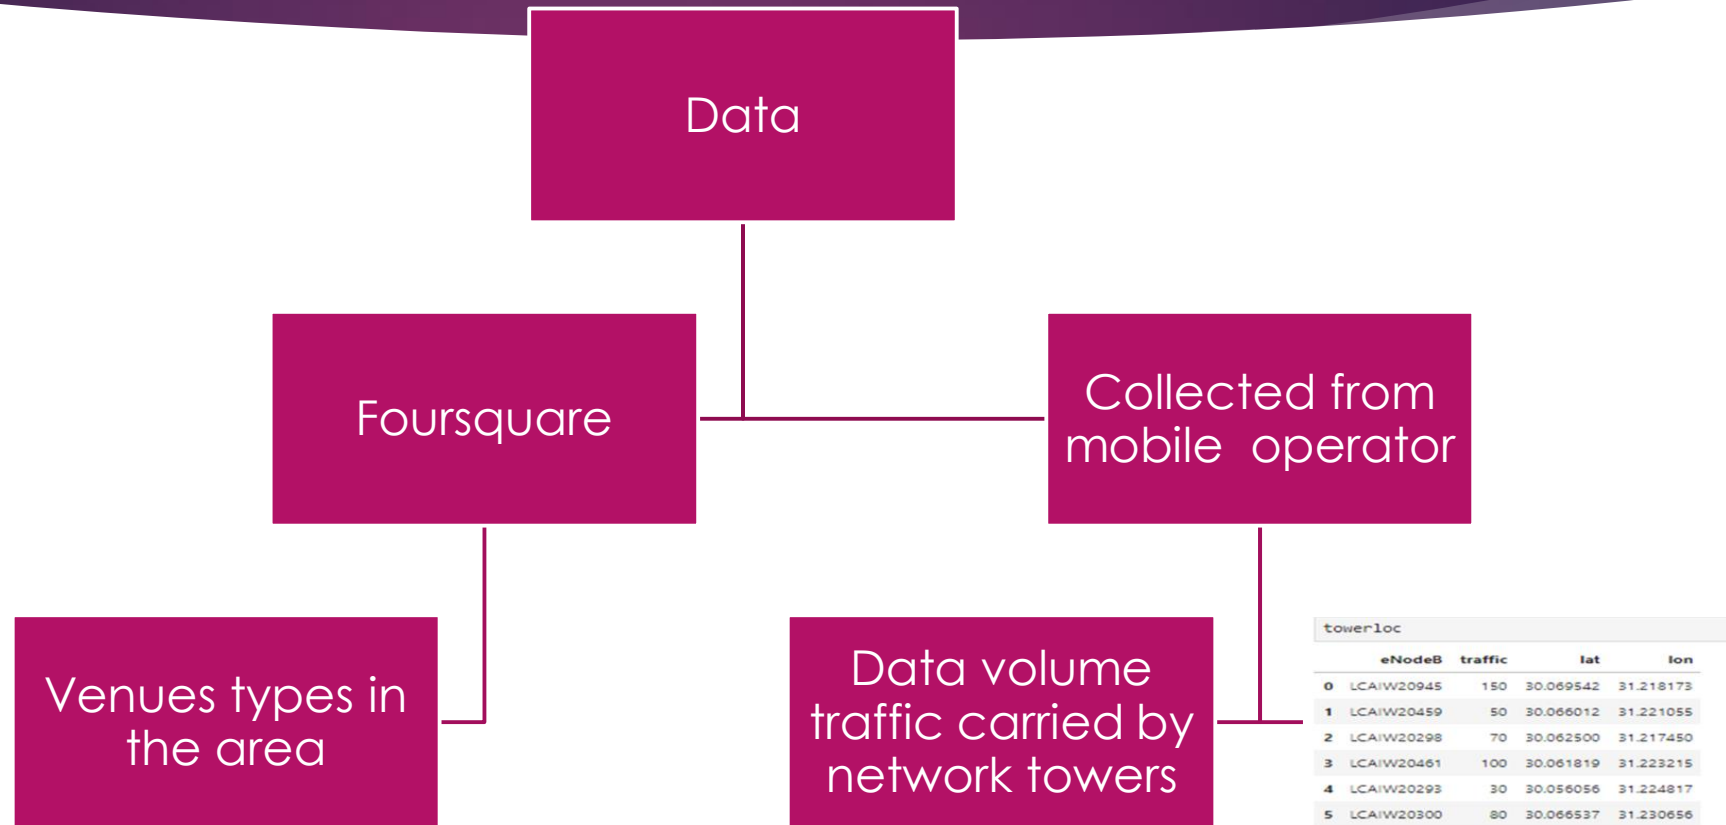 Data
Foursquare
Collected from
mobile operator
Venues types in
the area
Data volume
traffic carried by
network towers
towerloc
eNodeB traffic lat lon
0 LCAIW20945 150 30.069542 31.218173
1 LCAIW20459 50 30.066012 31.221055
2 LCAIW20298 70 30.062500 31.217450
3 LCAIW20461 100 30.061819 31.223215
4 LCAIW20293 30 30.056056 31.224817
5 LCAIW20300 80 30.066537 31.230656